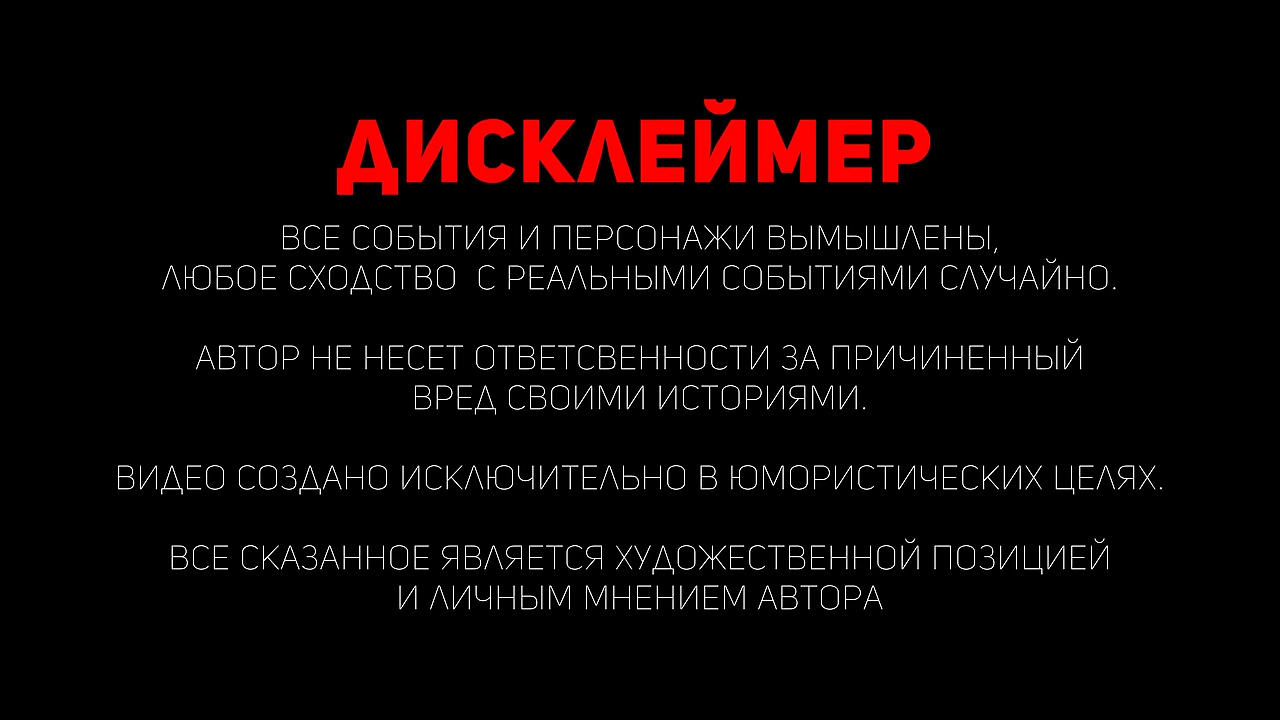 ДИСКЛЕЙМЕР
ВСЕ СОБЫТИЯ И ПЕРСОНАЖИ ВЫМЫШЛЕНЫ,
ЛЮБОЕ СХОДСТВО С РЕАЛЬНЫМИ СОБЫТИЯМИ СЛУЧАЙНО.
АВТОР НЕ НЕСЕТ ОТВЕТСВЕННОСТИ ЗА ПРИЧИНЕННЫЙ
ВРЕД СВОИМИ ИСТОРИЯМИ.
ВИДЕО СОЗДАНО ИСКЛЮЧИТЕЛЬНО В ЮМОРИСТИЧЕСКИХ ЦЕЛЯХ.
ВСЕ СКАЗАННОЕ ЯВЛЯЕТСЯ ХУДОЖЕСТВЕННОЙ ПОЗИЦИЕЙ
И ЛИЧНЫМ МНЕНИЕМ АВТОРА